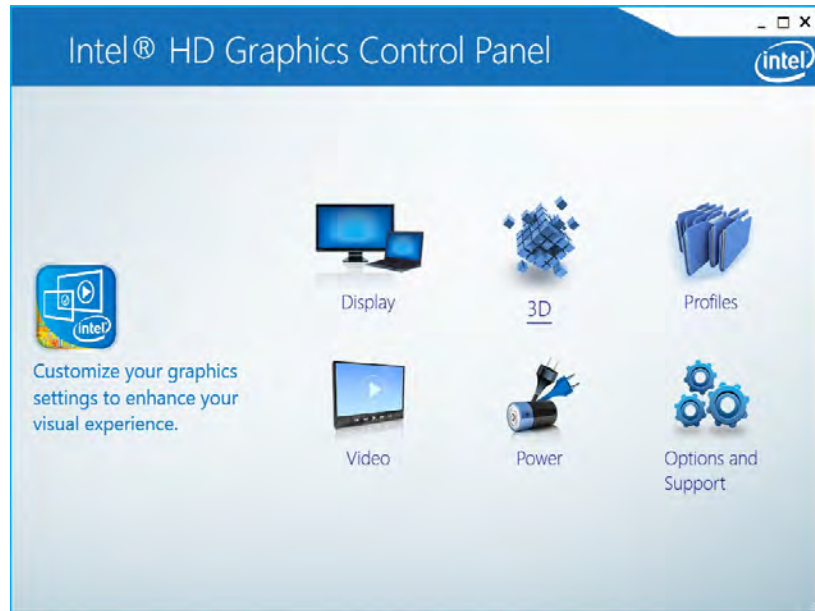 Intel® HD Graphics Control Panel
intel
Display
3D
Profiles
intel
Customize your graphics
settings to enhance your
visual experience.
Video
Power
Options and
Support